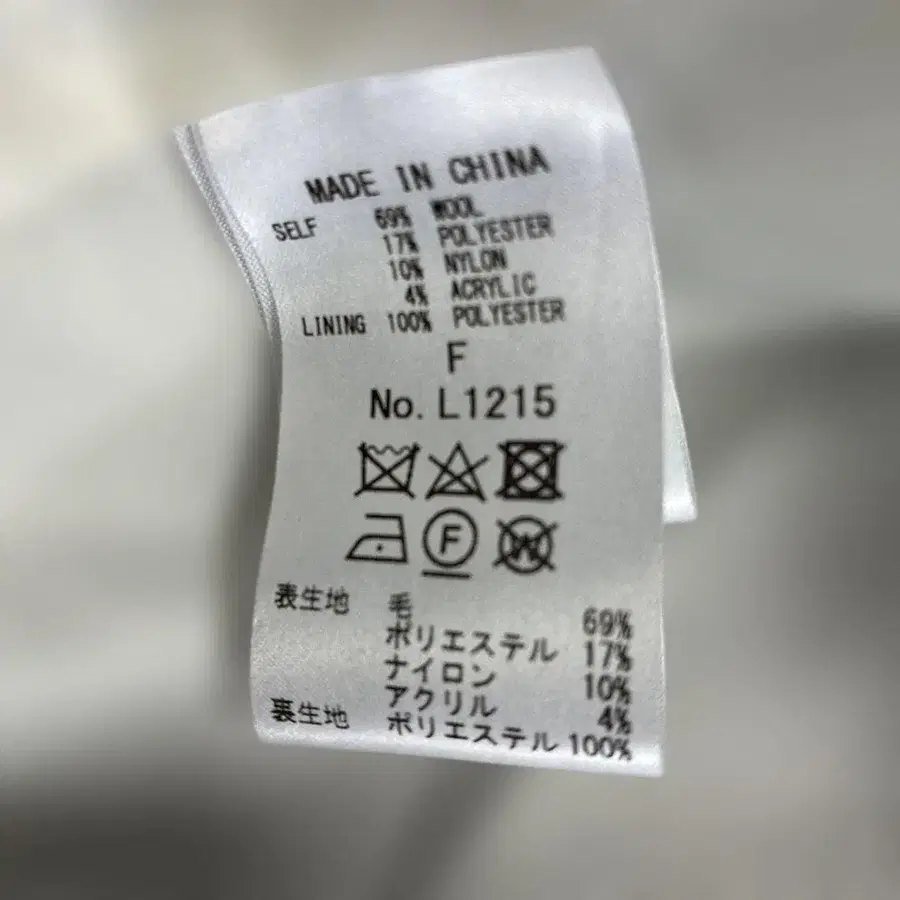 MADE IN CHINA
SELF 69% WOOL
17% POLYESTER
10% NYLON
4% ACRYLIC
LINING 100% POLYESTER
F
No. L1215
F
W
表生地 毛 69%
ポリエステル 17%
ナイロン 10%
アクリル 4%
裏生地 ポリエステル 100%